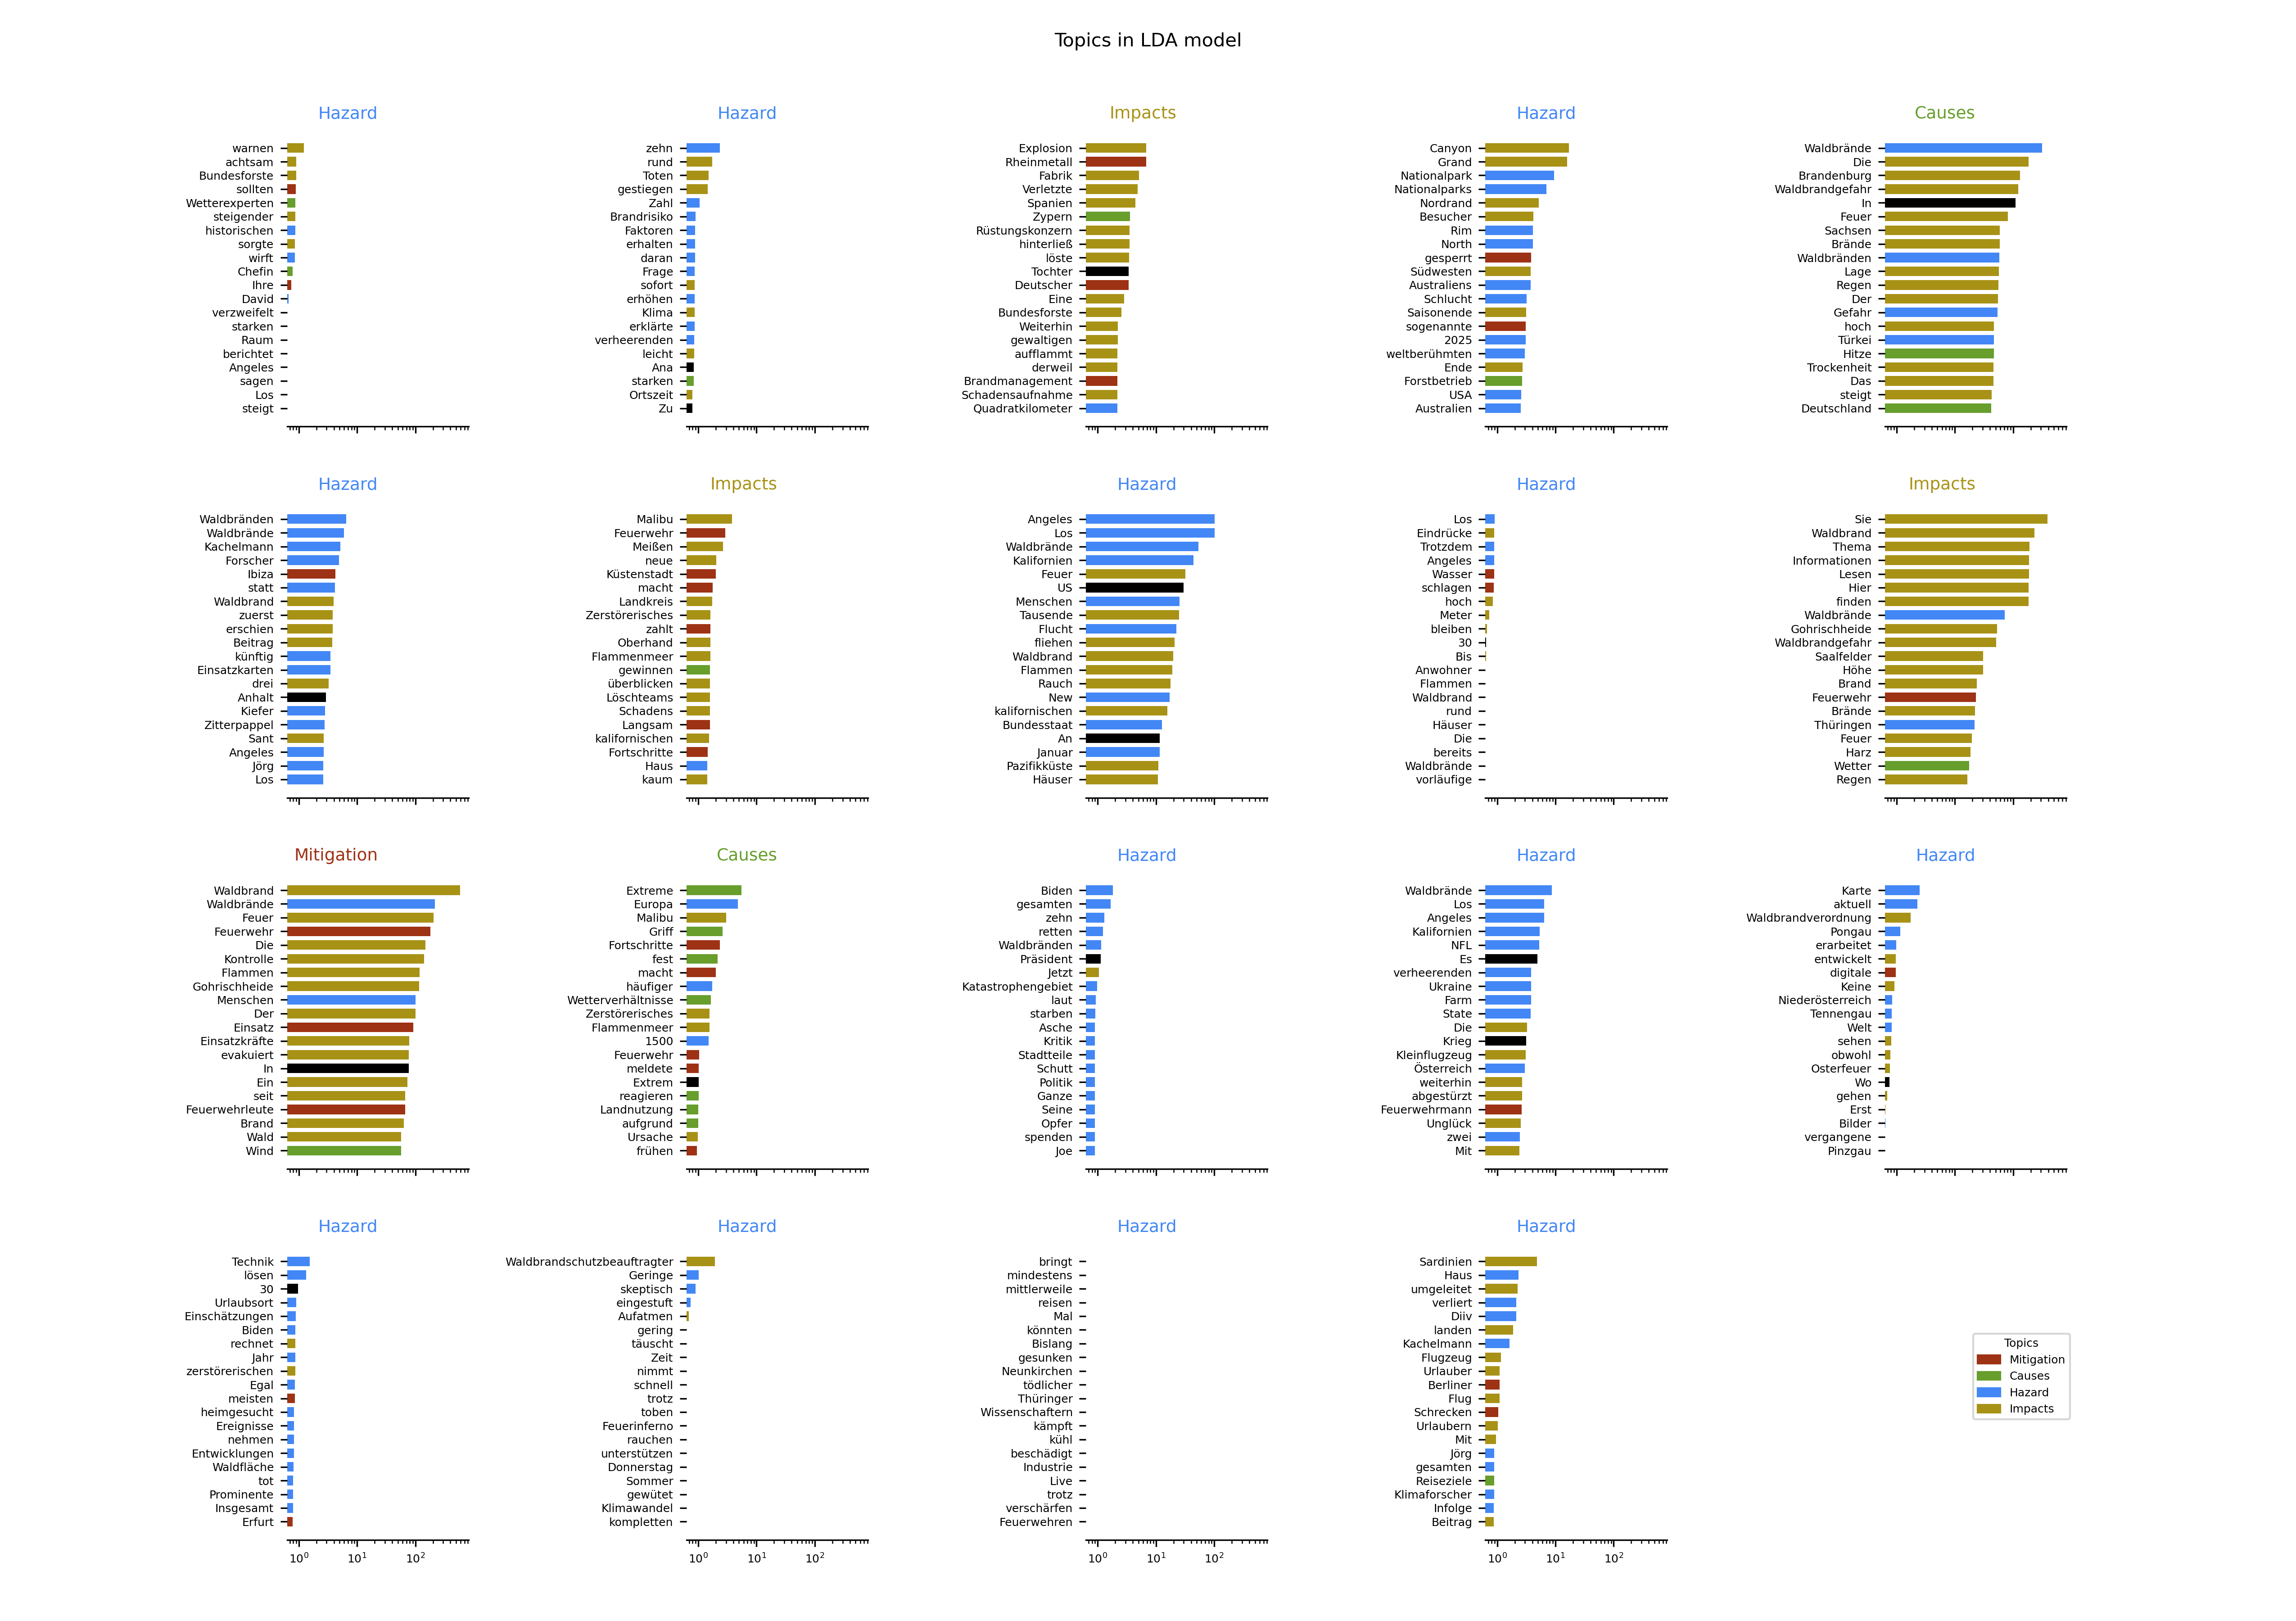 Topics in LDA model
Hazard
warnen
achtsam
Bundesforste
sollten
Wetterexperten
steigender
historischen
sorgte
wirft
Chefin
Ihre
David
verzweifelt
starken
Raum
berichtet
Angeles
sagen
Los
steigt
Hazard
zehn
rund
Toten
gestiegen
Zahl
Brandrisiko
Faktoren
erhalten
daran
Frage
sofort
erhöhen
Klima
erklärte
verheerenden
leicht
Ana
starken
Ortszeit
Zu
Impacts
Explosion
Rheinmetall
Fabrik
Verletzte
Spanien
Zypern
Rüstungskonzern
hinterließ
löste
Tochter
Deutscher
Eine
Bundesforste
Weiterhin
gewaltigen
aufflammt
derweil
Brandmanagement
Schadensaufnahme
Quadratkilometer
Hazard
Canyon
Grand
Nationalpark
Nationalparks
Nordrand
Besucher
Rim
North
gesperrt
Südwesten
Australiens
Schlucht
Saisonende
sogenannte
2025
weltberühmten
Ende
Forstbetrieb
USA
Australien
Causes
Waldbrände
Die
Brandenburg
Waldbrandgefahr
In
Feuer
Sachsen
Brände
Waldbränden
Lage
Regen
Der
Gefahr
hoch
Türkei
Hitze
Trockenheit
Das
steigt
Deutschland
Hazard
Waldbränden
Waldbrände
Kachelmann
Forscher
Ibiza
statt
Waldbrand
zuerst
erschien
Beitrag
künftig
Einsatzkarten
drei
Anhalt
Kiefer
Zitterpappel
Sant
Angeles
Jörg
Los
Impacts
Malibu
Feuerwehr
Meißen
neue
Küstenstadt
macht
Landkreis
Zerstörerisches
zahlt
Oberhand
Flammenmeer
gewinnen
überblicken
Löschteams
Schadens
Langsam
kalifornischen
Fortschritte
Haus
kaum
Hazard
Angeles
Los
Waldbrände
Kalifornien
Feuer
US
Menschen
Tausende
Flucht
fliehen
Waldbrand
Flammen
Rauch
New
kalifornischen
Bundesstaat
An
Januar
Pazifikküste
Häuser
Hazard
Los
Eindrücke
Trotzdem
Angeles
Wasser
schlagen
hoch
Meter
bleiben
30
Bis
Anwohner
Flammen
Waldbrand
rund
Häuser
Die
bereits
Waldbrände
vorläufige
Impacts
Sie
Waldbrand
Thema
Informationen
Lesen
Hier
finden
Waldbrände
Gohrischheide
Waldbrandgefahr
Saalfelder
Höhe
Brand
Feuerwehr
Brände
Thüringen
Feuer
Harz
Wetter
Regen
Mitigation
Waldbrand
Waldbrände
Feuer
Feuerwehr
Die
Kontrolle
Flammen
Gohrischheide
Menschen
Der
Einsatz
Einsatzkräfte
evakuiert
In
Ein
seit
Feuerwehrleute
Brand
Wald
Wind
Causes
Extreme
Europa
Malibu
Griff
Fortschritte
fest
macht
häufiger
Wetterverhältnisse
Zerstörerisches
Flammenmeer
1500
Feuerwehr
meldete
Extrem
reagieren
Landnutzung
aufgrund
Ursache
frühen
Hazard
Biden
gesamten
zehn
retten
Waldbränden
Präsident
Jetzt
Katastrophengebiet
laut
starben
Asche
Kritik
Stadtteile
Schutt
Politik
Ganze
Seine
Opfer
spenden
Joe
Hazard
Waldbrände
Los
Angeles
Kalifornien
NFL
Es
verheerenden
Ukraine
Farm
State
Die
Krieg
Kleinflugzeug
Österreich
weiterhin
abgestürzt
Feuerwehrmann
Unglück
zwei
Mit
Hazard
Karte
aktuell
Waldbrandverordnung
Pongau
erarbeitet
entwickelt
digitale
Keine
Niederösterreich
Tennengau
Welt
sehen
obwohl
Osterfeuer
Wo
gehen
Erst
Bilder
vergangene
Pinzgau
Hazard
Technik
lösen
30
Urlaubsort
Einschätzungen
Biden
rechnet
Jahr
zerstörerischen
Egal
meisten
heimgesucht
Ereignisse
nehmen
Entwicklungen
Waldfläche
tot
Prominente
Insgesamt
Erfurt
10⁰ 10¹ 10²
Hazard
Waldbrandschutzbeauftragter
Geringe
skeptisch
eingestuft
Aufatmen
gering
täuscht
Zeit
nimmt
schnell
trotz
toben
Feuerinferno
rauchen
unterstützen
Donnerstag
Sommer
gewütet
Klimawandel
kompletten
10⁰ 10¹ 10²
Hazard
bringt
mindestens
mittlerweile
reisen
Mal
könnten
Bislang
gesunken
Neunkirchen
tödlicher
Thüringer
Wissenschaftern
kämpft
kühl
beschädigt
Industrie
Live
trotz
verschärfen
Feuerwehren
10⁰ 10¹ 10²
Hazard
Sardinien
Haus
umgeleitet
verliert
Diiv
landen
Kachelmann
Flugzeug
Urlauber
Berliner
Flug
Schrecken
Urlaubern
Mit
Jörg
gesamten
Reiseziele
Klimaforscher
Infolge
Beitrag
10⁰ 10¹ 10²
Topics
Mitigation
Causes
Hazard
Impacts